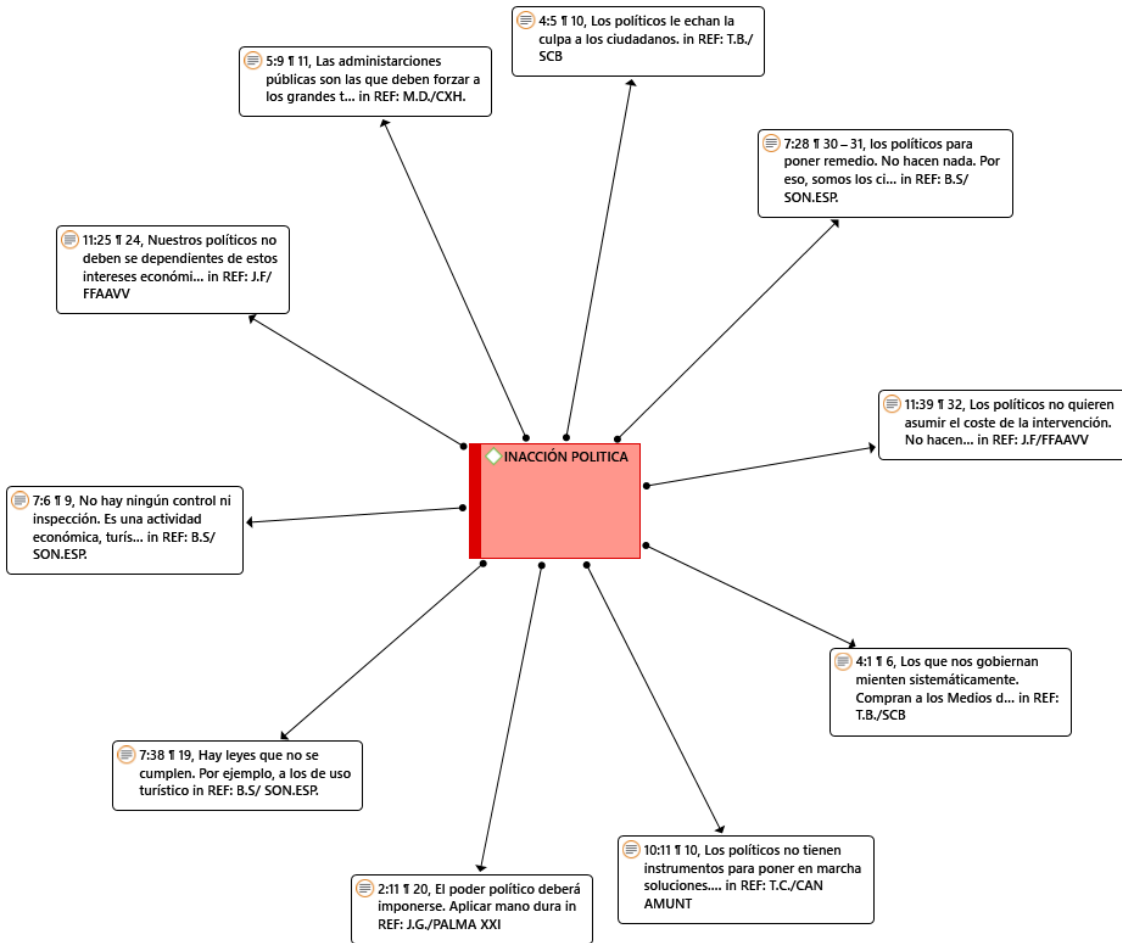 4:5 ¶ 10, Los políticos le echan la
culpa a los ciudadanos. in REF: T.B./
SCB
5:9 ¶ 11, Las administarciones
públicas son las que deben forzar a
los grandes t... in REF: M.D./CXH.
7:28 ¶ 30 – 31, los políticos para
poner remedio. No hacen nada. Por
eso, somos los ci... in REF: B.S/
SON.ESP.
11:25 ¶ 24, Nuestros políticos no
deben se dependientes de estos
intereses económi... in REF: J.F/
FFAAVV
11:39 ¶ 32, Los políticos no quieren
asumir el coste de la intervención.
No hacen... in REF: J.F/FFAAVV
INACCIÓN POLITICA
7:6 ¶ 9, No hay ningún control ni
inspección. Es una actividad
económica, turís... in REF: B.S/
SON.ESP.
4:1 ¶ 6, Los que nos gobiernan
mienten sistemáticamente.
Compran a los Medios d... in REF:
T.B./SCB
7:38 ¶ 19, Hay leyes que no se
cumplen. Por ejemplo, a los de uso
turístico in REF: B.S/ SON.ESP.
10:11 ¶ 10, Los políticos no tienen
instrumentos para poner en marcha
soluciones.... in REF: T.C./CAN
AMUNT
2:11 ¶ 20, El poder político deberá
imponerse. Aplicar mano dura in
REF: J.G./PALMA XXI